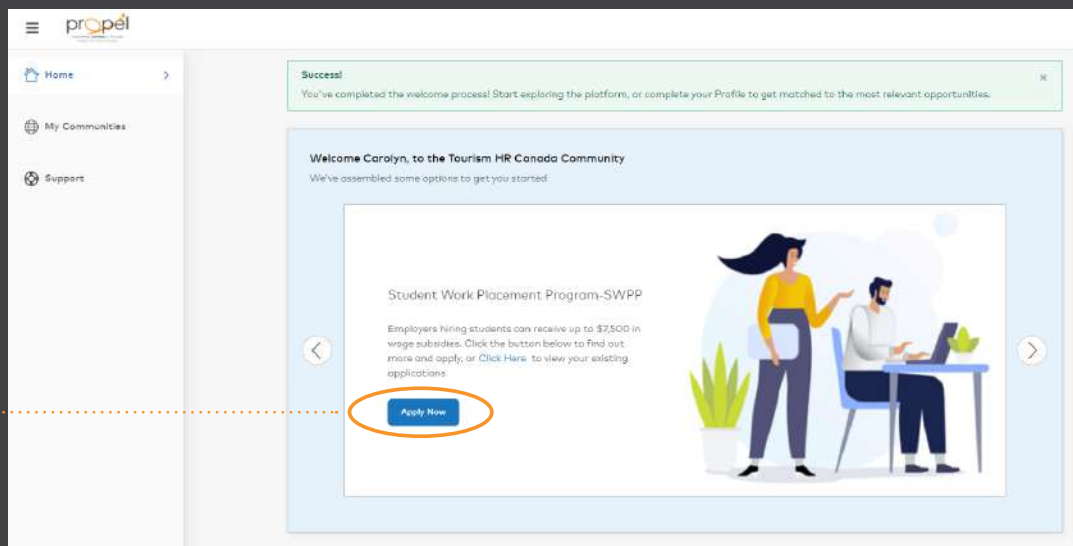 propel
Home
Success!
You've completed the welcome process! Start exploring the platform, or complete your Profile to get matched to the most relevant opportunities.
My Communities
Welcome Carolyn, to the Tourism HR Canada Community
We've assembled some options to get you started
Support
Student Work Placement Program-SWPP
Employers hiring students can receive up to $7,500 in
wage subsidies. Click the button below to find out
more and apply, or Click Here to view your existing
applications
Apply Now